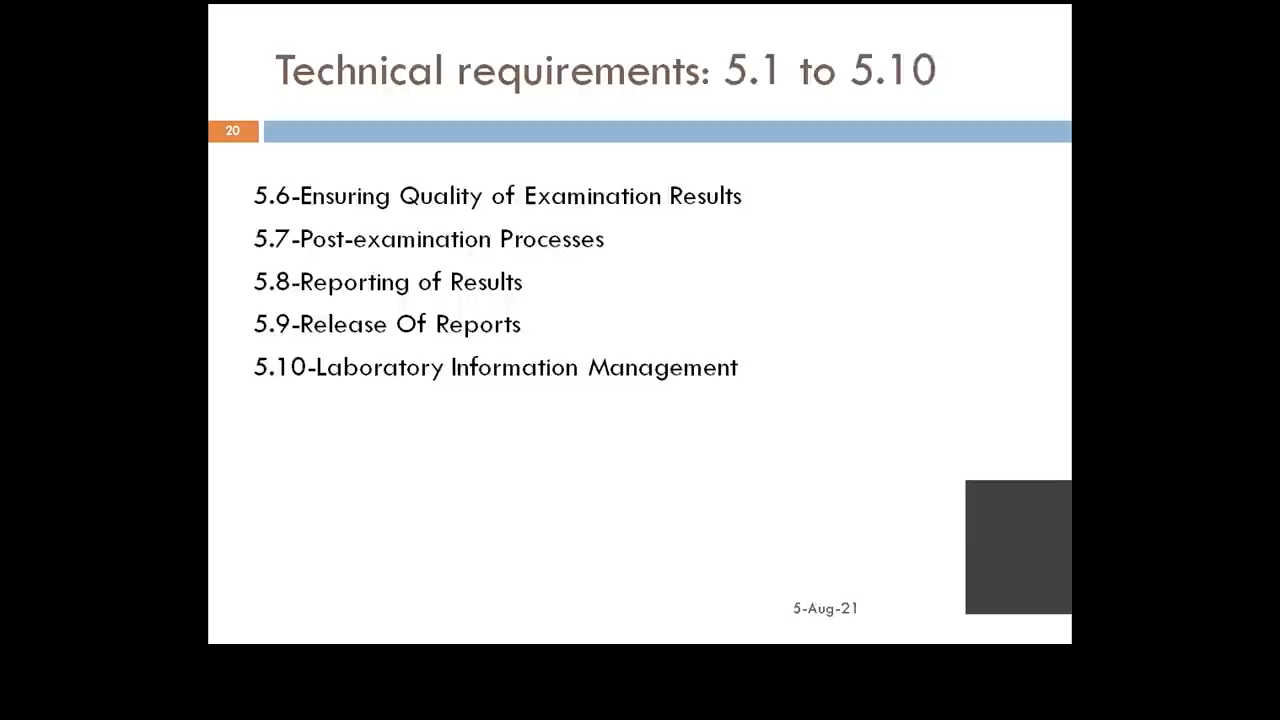 Technical requirements: 5.1 to 5.10
20
5.6-Ensuring Quality of Examination Results
5.7-Post-examination Processes
5.8-Reporting of Results
5.9-Release Of Reports
5.10-Laboratory Information Management
5-Aug-21